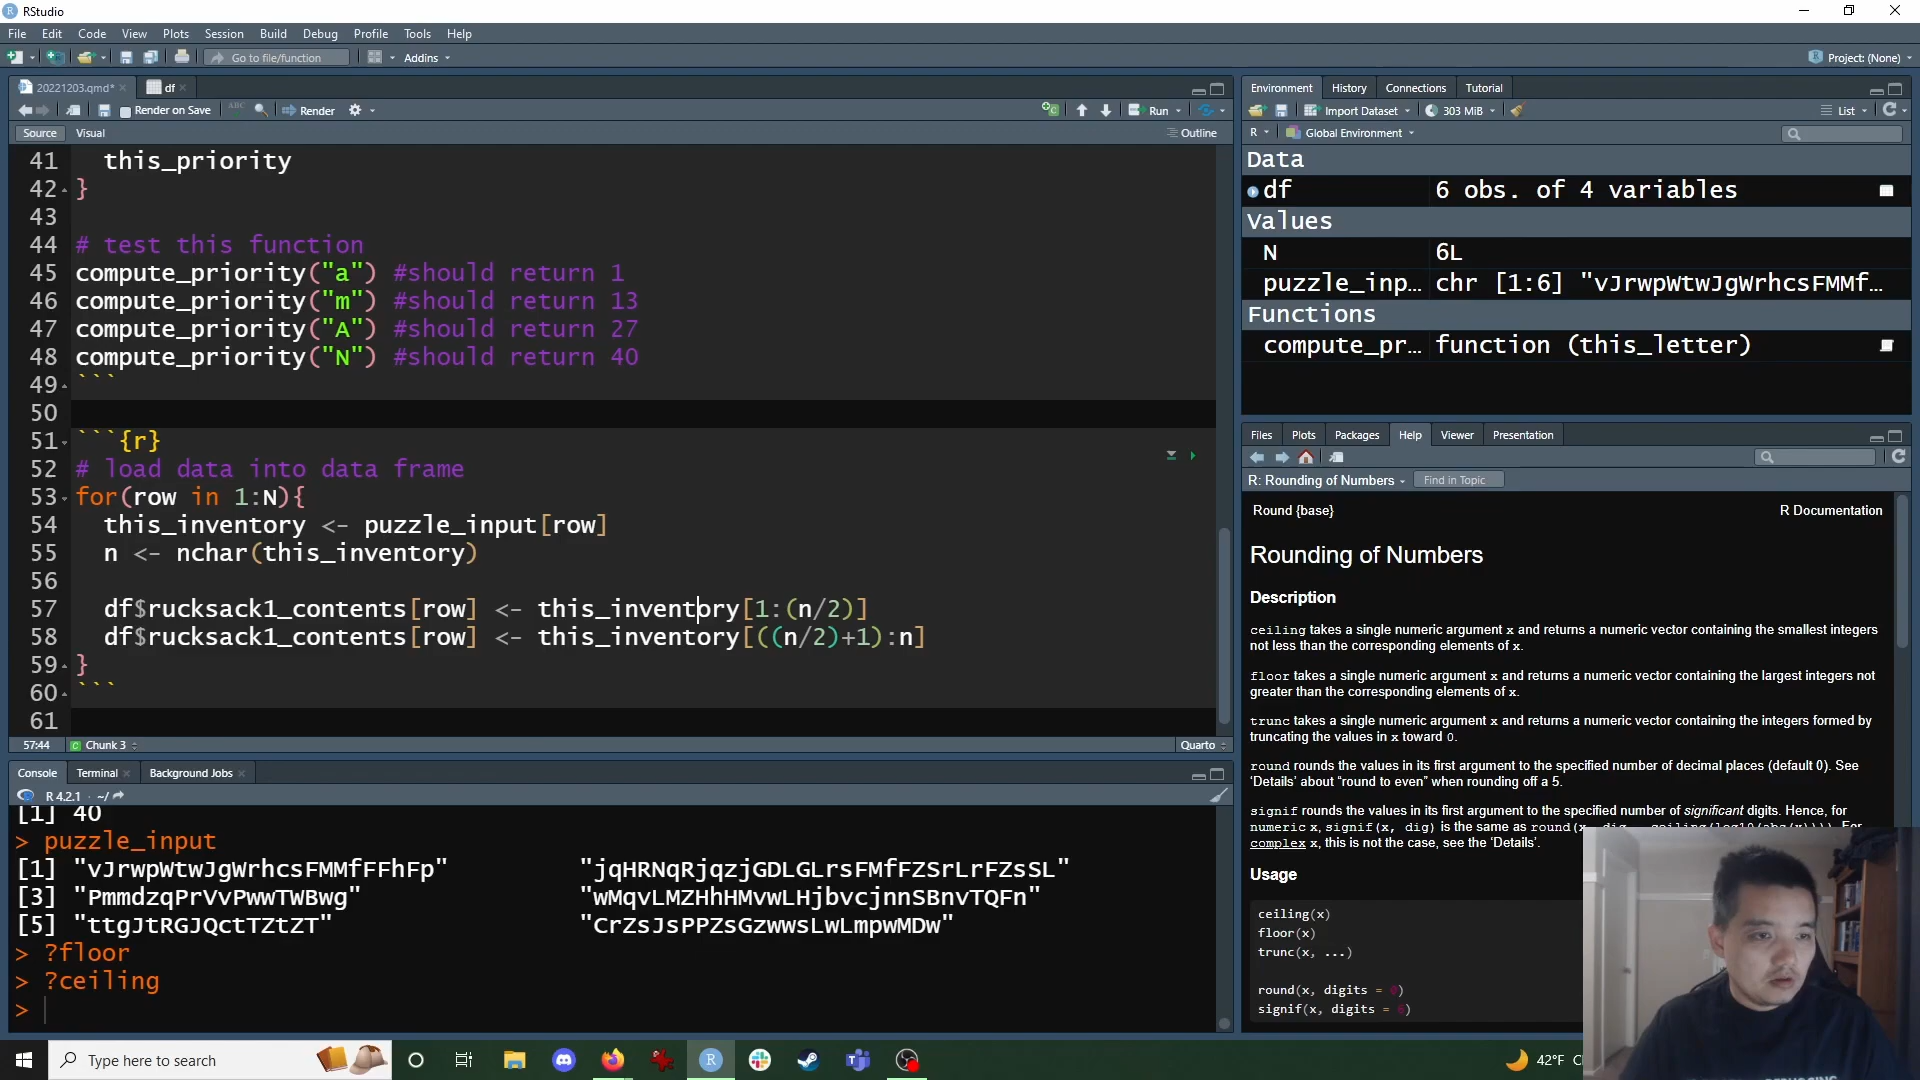 RStudio
File Edit Code View Plots Session Build Debug Profile Tools Help
Go to file/function Addins Project: (None)
20221203.qmd* df
Render on Save ABC Render Run
Source Visual Outline
41 this_priority
42 }
43
44 # test this function
45 compute_priority("a") #should return 1
46 compute_priority("m") #should return 13
47 compute_priority("A") #should return 27
48 compute_priority("N") #should return 40
49 ```
50
51 ```{r}
52 # load data into data frame
53 for(row in 1:N){
54 this_inventory <- puzzle_input[row]
55 n <- nchar(this_inventory)
56
57 df$rucksack1_contents[row] <- this_inventory[1:(n/2)]
58 df$rucksack1_contents[row] <- this_inventory[((n/2)+1):n]
59 }
60 ```
61
57:44 Chunk 3 Quarto
Console Terminal Background Jobs
R 4.2.1 · ~/
[1] 40
> puzzle_input
[1] "vJrwpWtwJgWrhcsFMMfFFhFp" "jqHRNqRjqzjGDLGLrsFMfFZSrLrFZsSL"
[3] "PmmdzqPrVvPwwTWBwg" "wMqvLMZHhHMvwLHjbvcjnnSBnvTQFn"
[5] "ttgJtRGJQctTZtZT" "CrZsJsPPZsGzwwsLwLmpwMDw"
> ?floor
> ?ceiling
>
Environment History Connections Tutorial
Import Dataset 303 MiB List
R Global Environment
Data
df 6 obs. of 4 variables
Values
N 6L
puzzle_inp… chr [1:6] "vJrwpWtwJgWrhcsFMMf…
Functions
compute_pr… function (this_letter)
Files Plots Packages Help Viewer Presentation
R: Rounding of Numbers Find in Topic
Round {base} R Documentation
Rounding of Numbers
Description
ceiling takes a single numeric argument x and returns a numeric vector containing the smallest integers
not less than the corresponding elements of x.
floor takes a single numeric argument x and returns a numeric vector containing the largest integers not
greater than the corresponding elements of x.
trunc takes a single numeric argument x and returns a numeric vector containing the integers formed by
truncating the values in x toward 0.
round rounds the values in its first argument to the specified number of decimal places (default 0). See
‘Details’ about “round to even” when rounding off a 5.
signif rounds the values in its first argument to the specified number of significant digits. Hence, for
numeric x, signif(x, dig) is the same as round(x, dig - ceiling(log10(abs(x)))). For
complex x, this is not the case, see the ‘Details’.
Usage
ceiling(x)
floor(x)
trunc(x, ...)
round(x, digits = 0)
signif(x, digits = 6)
Type here to search
42°F